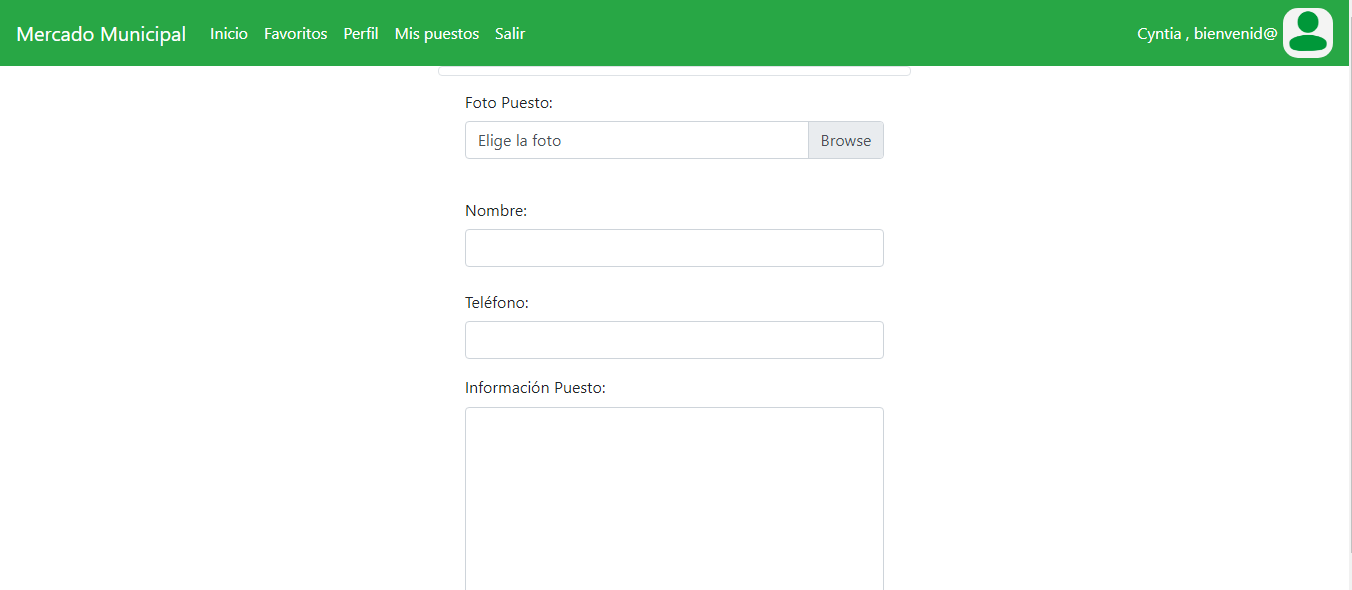 Mercado Municipal Inicio Favoritos Perfil Mis puestos Salir Cyntia , bienvenid@
Foto Puesto:
Elige la foto Browse
Nombre:
Teléfono:
Información Puesto: